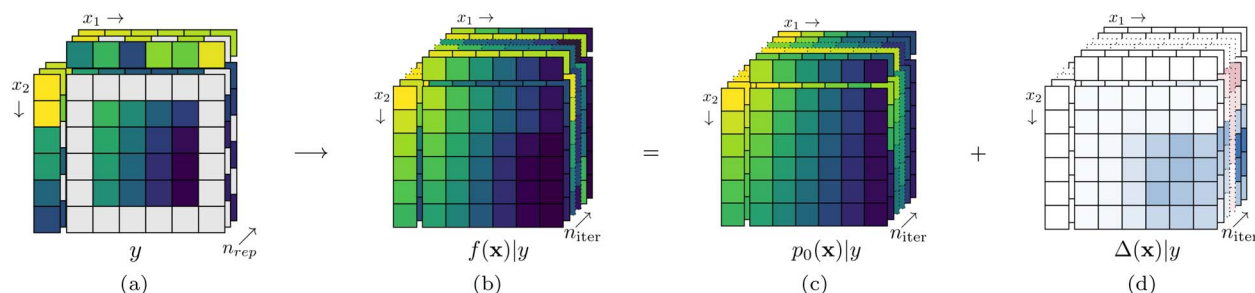 x₁ → x₁ → x₁ → x₁ →
x₂ ↓ x₂ ↓ x₂ ↓ x₂ ↓
→ = +
n_rep n_iter n_iter n_iter
y f(𝐱)|y p₀(𝐱)|y Δ(𝐱)|y
(a) (b) (c) (d)